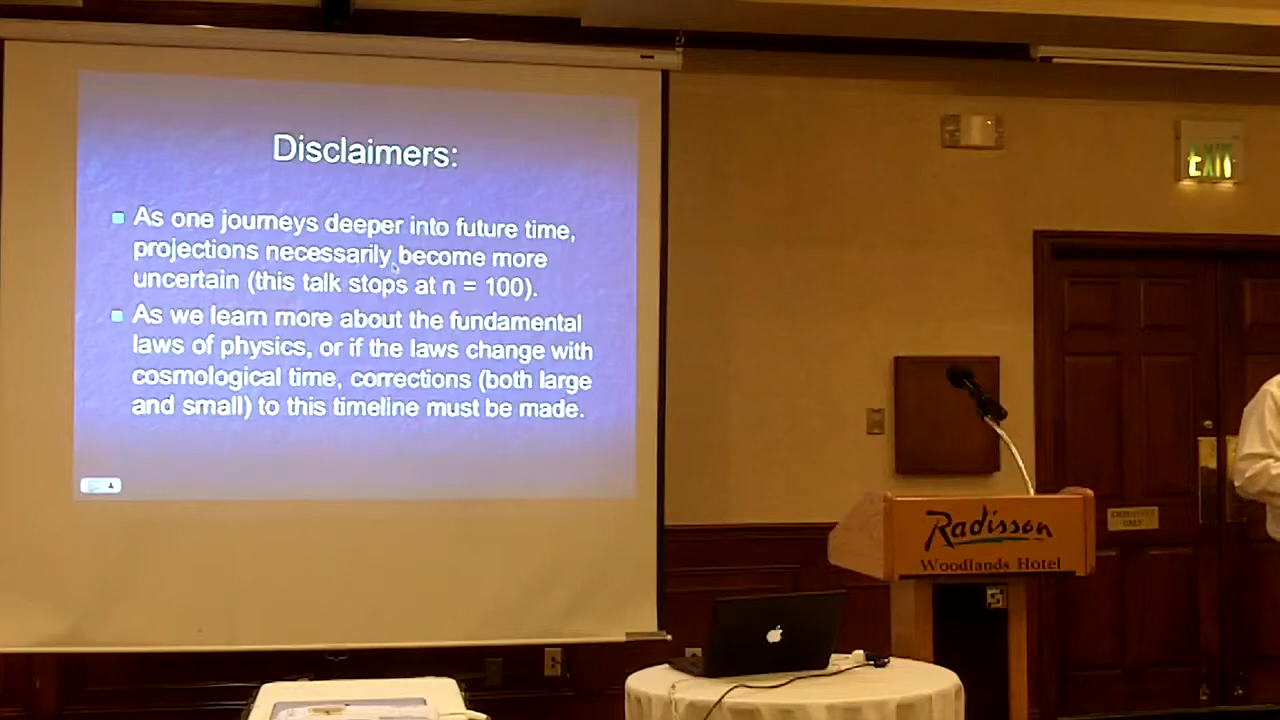 Disclaimers:
As one journeys deeper into future time,
projections necessarily become more
uncertain (this talk stops at n = 100).
As we learn more about the fundamental
laws of physics, or if the laws change with
cosmological time, corrections (both large
and small) to this timeline must be made.
EXIT
Radisson
Woodlands Hotel
EMPLOYEES
ONLY